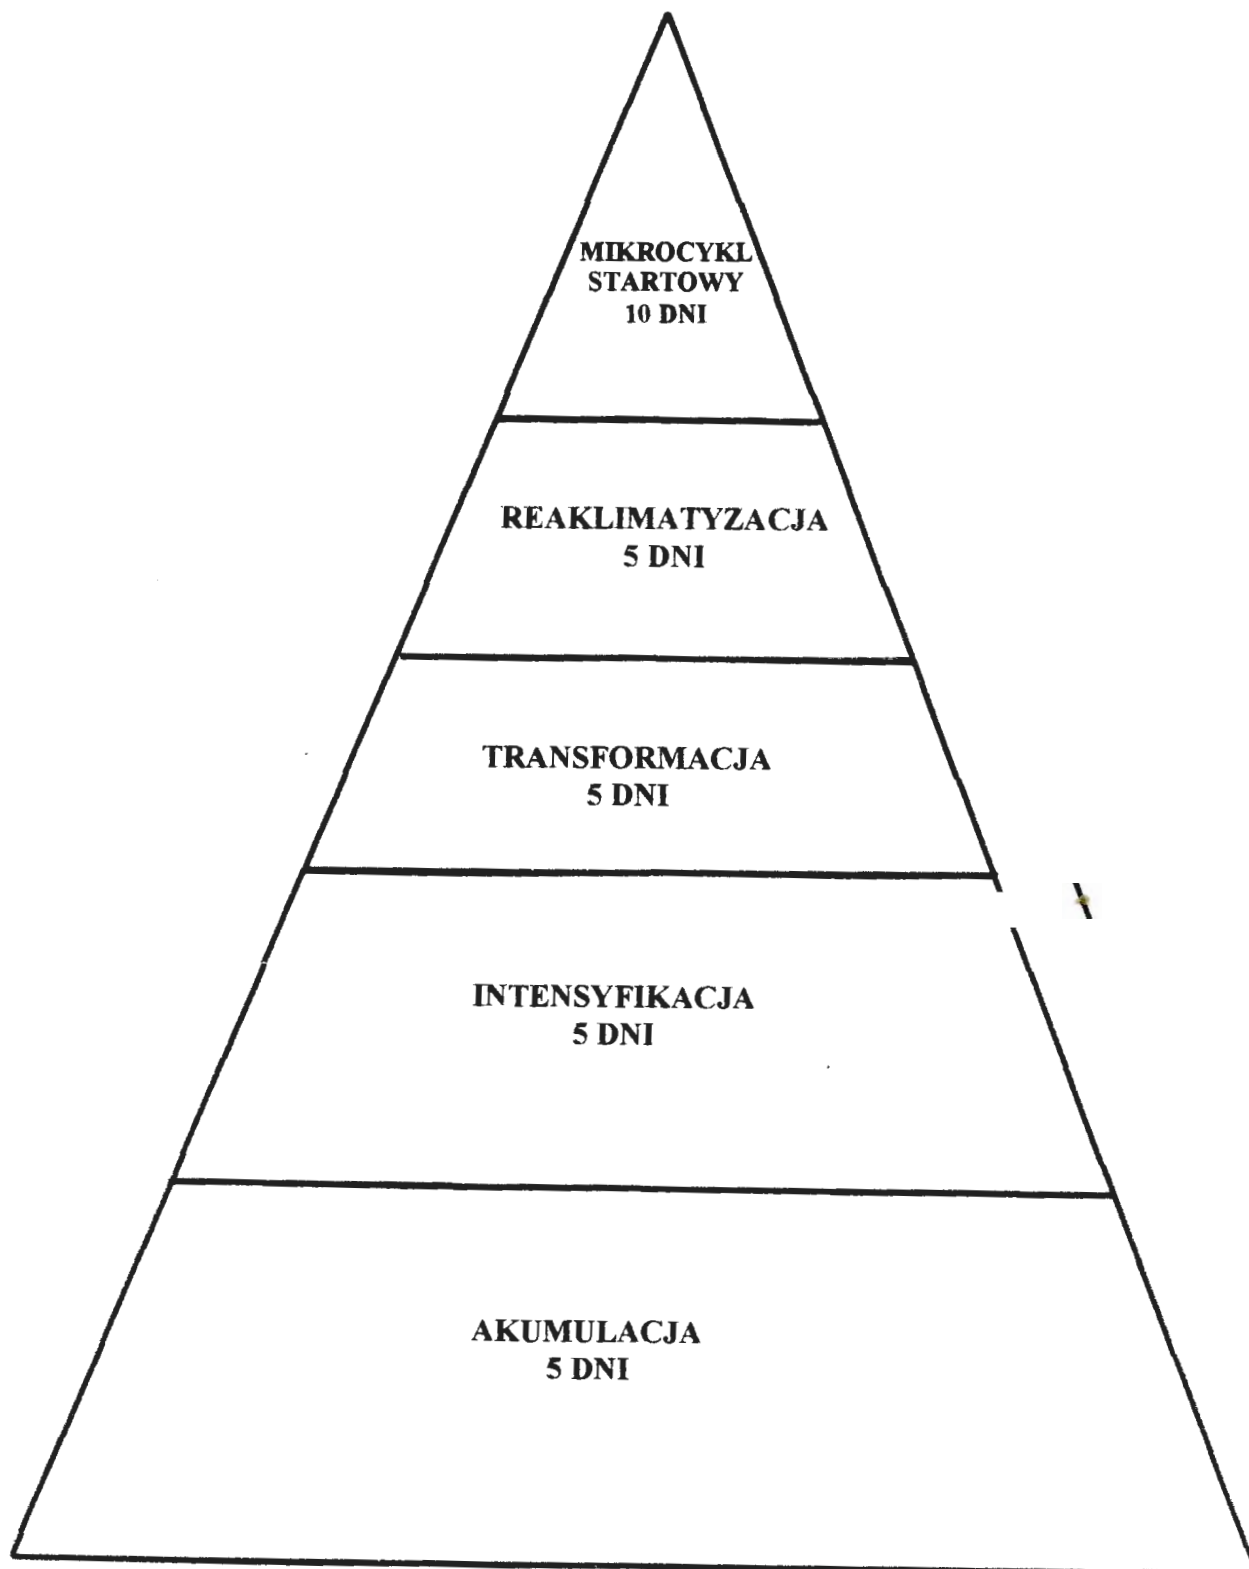 MIKROCYKL
STARTOWY
10 DNI
REAKLIMATYZACJA
5 DNI
TRANSFORMACJA
5 DNI
INTENSYFIKACJA
5 DNI
AKUMULACJA
5 DNI